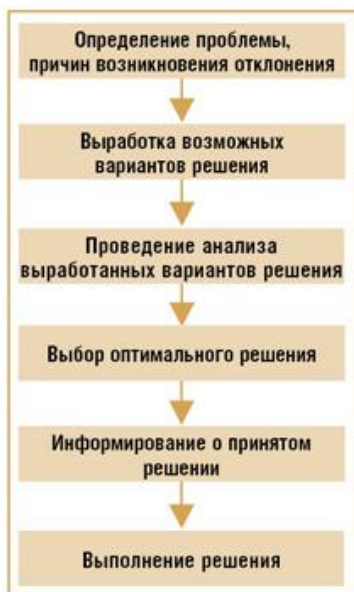 Определение проблемы,
причин возникновения отклонения
Выработка возможных
вариантов решения
Проведение анализа
выработанных вариантов решения
Выбор оптимального решения
Информирование о принятом
решении
Выполнение решения